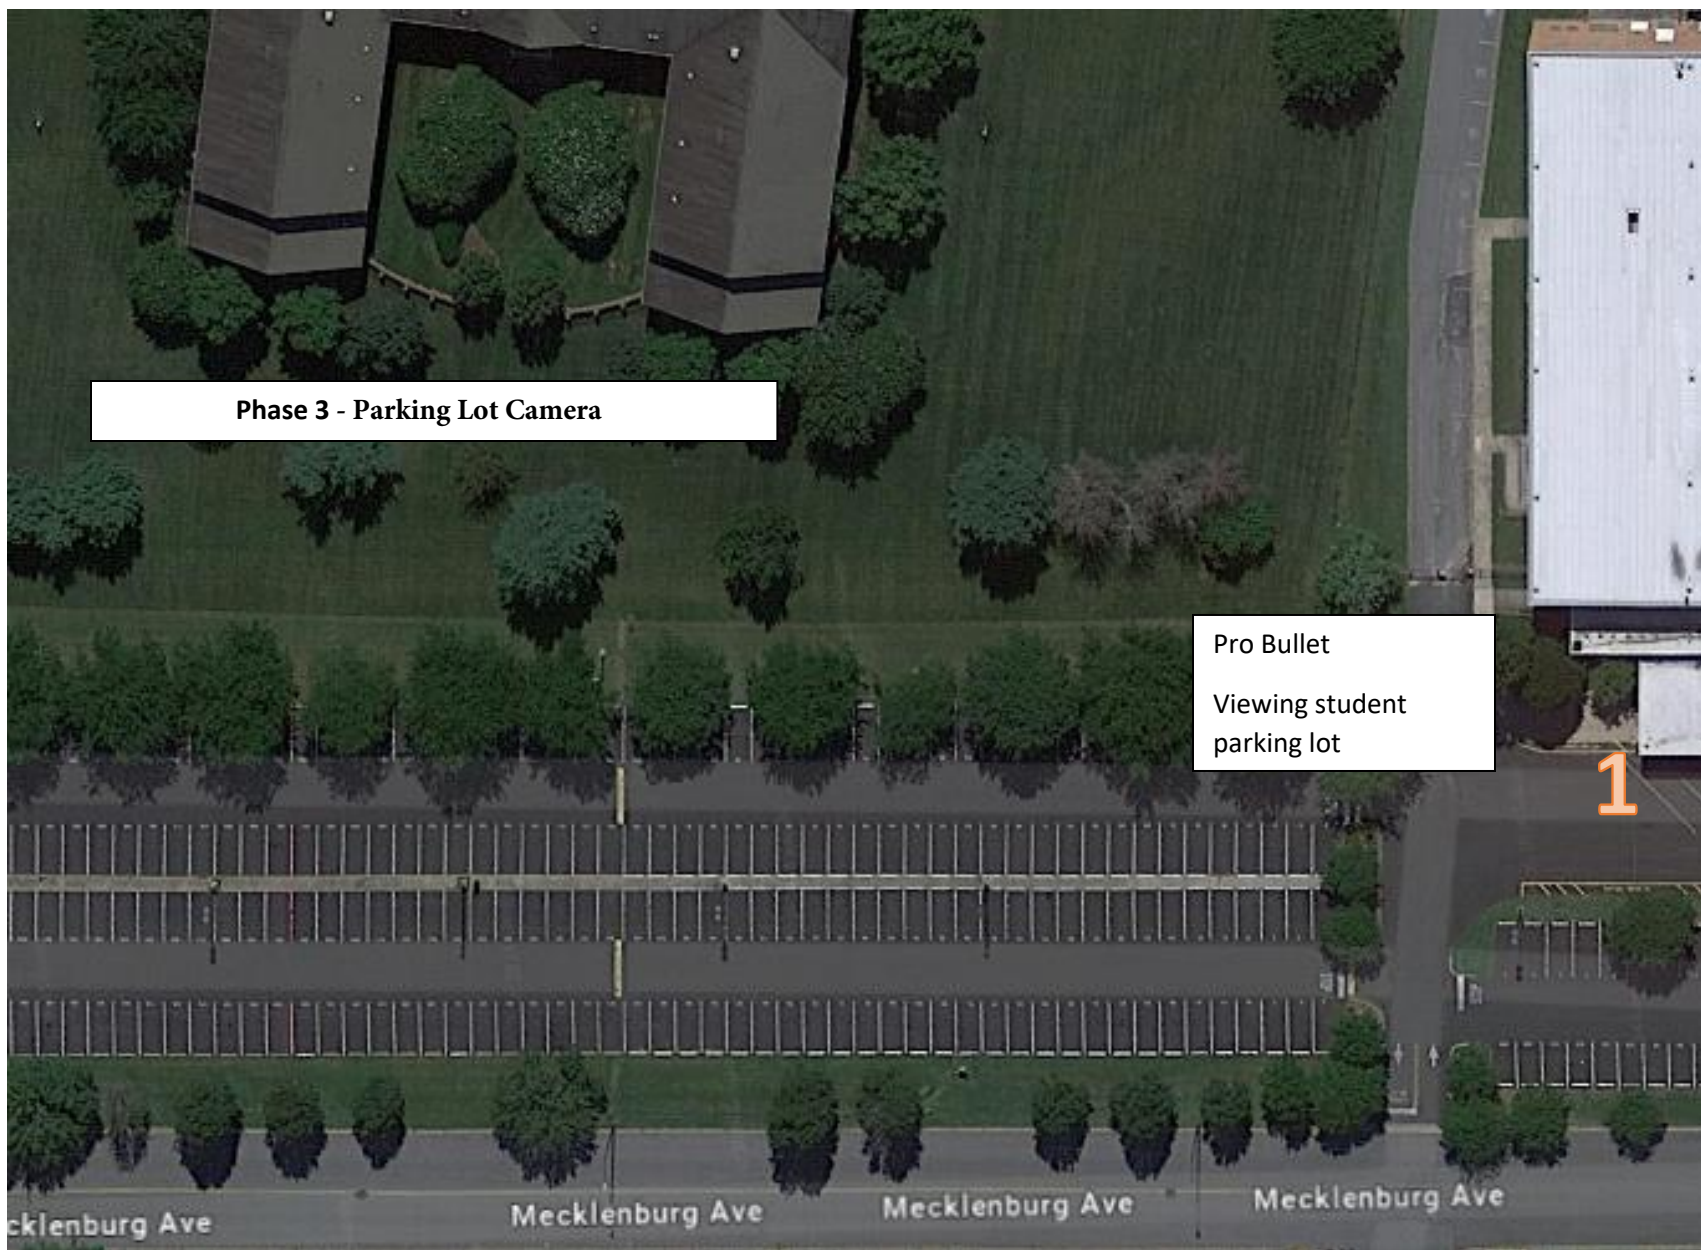 Phase 3 - Parking Lot Camera
Pro Bullet
Viewing student
parking lot
1
Mecklenburg Ave
Mecklenburg Ave
Mecklenburg Ave
cklenburg Ave